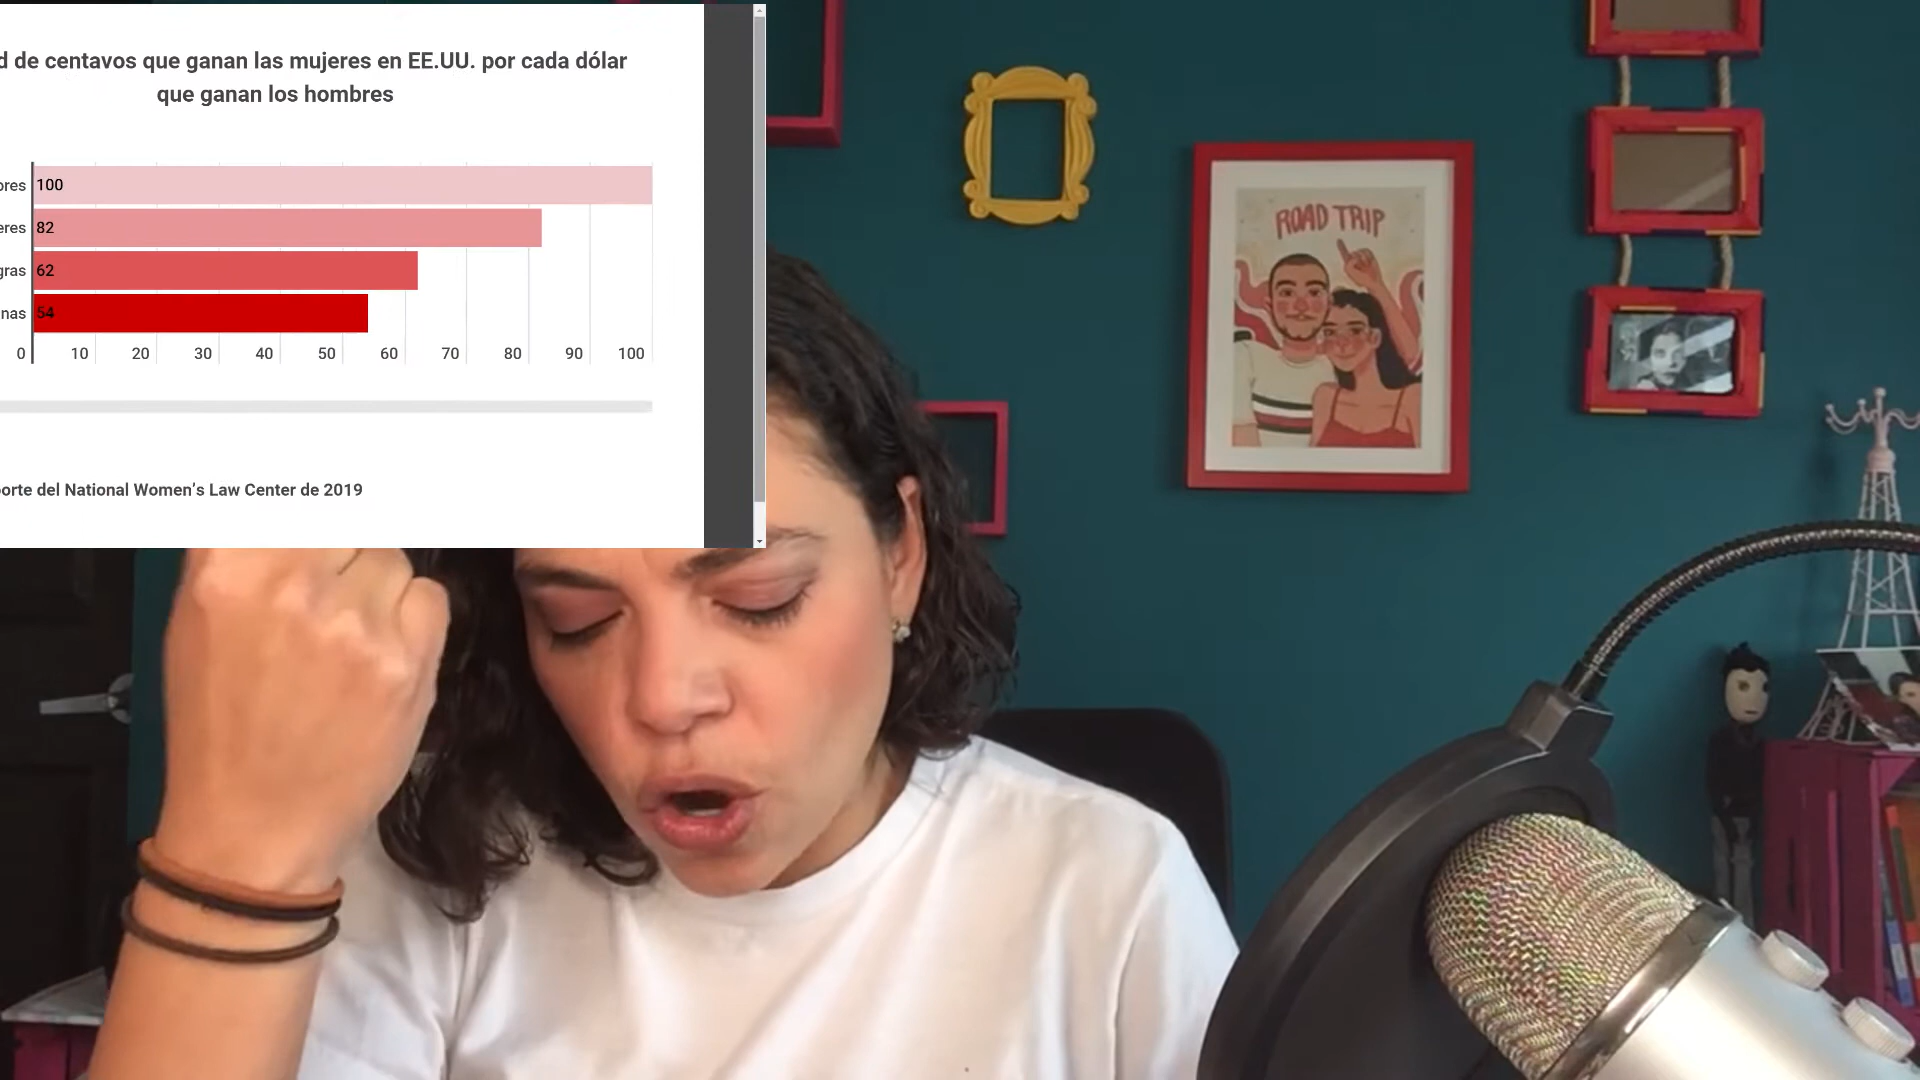 d de centavos que ganan las mujeres en EE.UU. por cada dólar
que ganan los hombres
bres 100
eres 82
gras 62
nas 54
0 10 20 30 40 50 60 70 80 90 100
orte del National Women's Law Center de 2019
ROAD TRIP